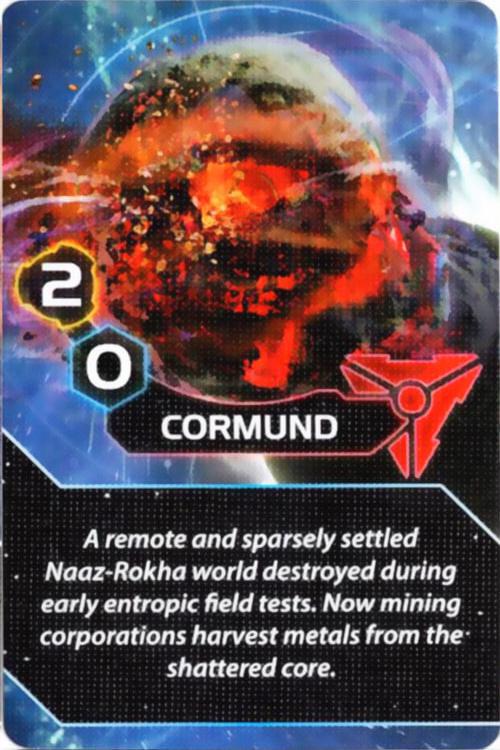 2
0
CORMUND
A remote and sparsely settled
Naaz-Rokha world destroyed during
early entropic field tests. Now mining
corporations harvest metals from the
shattered core.